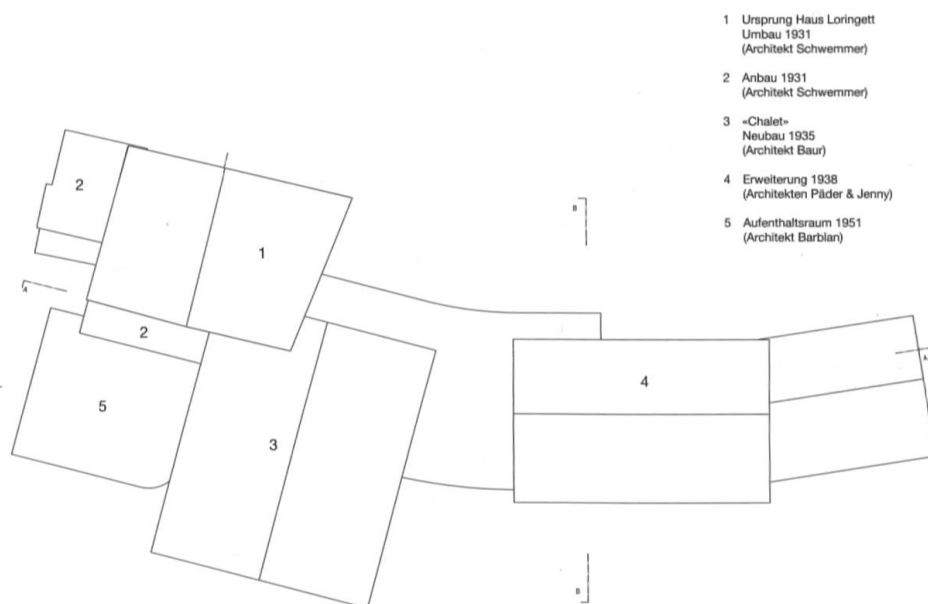 1 Ursprung Haus Loringett
Umbau 1931
(Architekt Schwemmer)
2 Anbau 1931
(Architekt Schwemmer)
3 «Chalet»
Neubau 1935
(Architekt Baur)
4 Erweiterung 1938
(Architekten Päder & Jenny)
5 Aufenthaltsraum 1951
(Architekt Barblan)
2
1
B
A
2
A
4
5
3
B